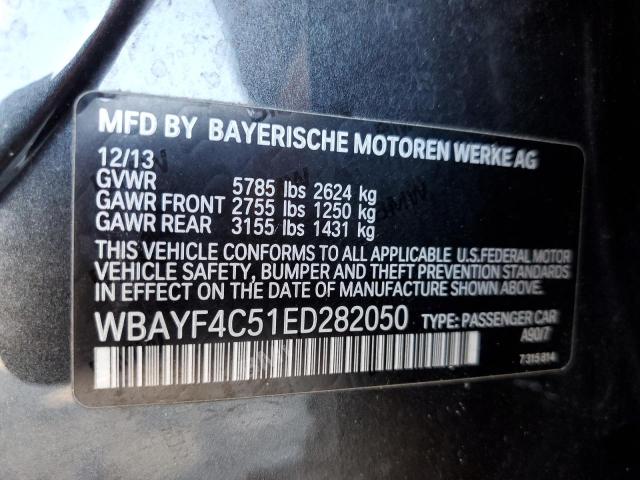 MFD BY BAYERISCHE MOTOREN WERKE AG
12/13
GVWR 5785 lbs 2624 kg
GAWR FRONT 2755 lbs 1250 kg
GAWR REAR 3155 lbs 1431 kg
THIS VEHICLE CONFORMS TO ALL APPLICABLE U.S.FEDERAL MOTOR
VEHICLE SAFETY, BUMPER AND THEFT PREVENTION STANDARDS
IN EFFECT ON THE DATE OF MANUFACTURE SHOWN ABOVE.
WBAYF4C51ED282050 TYPE: PASSENGER CAR
A90/7
7 315 814